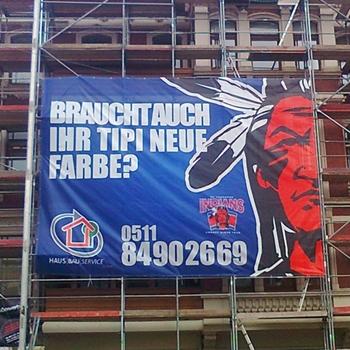 BRAUCHT AUCH
IHR TIPI NEUE
FARBE?
INDIANS
0511
84902669
HAUS BAU SERVICE